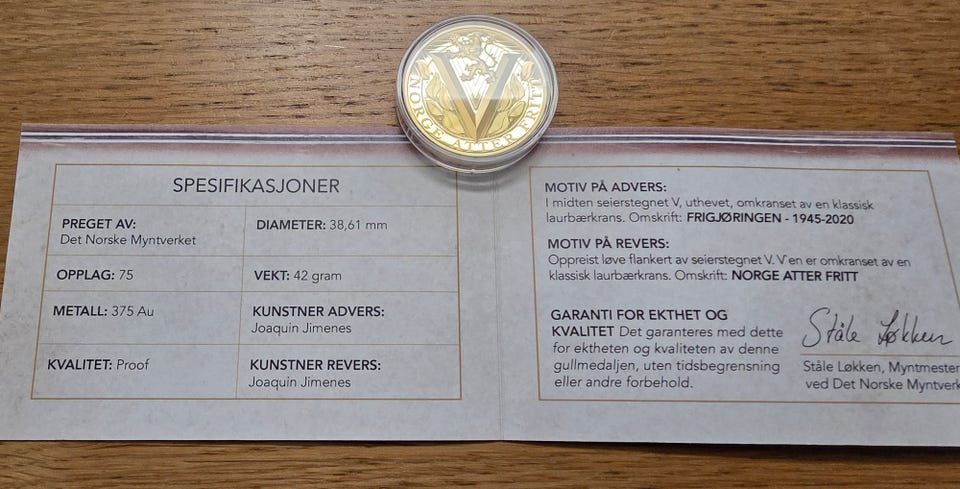 V
NORGE ATTER FRITT
SPESIFIKASJONER
PREGET AV:
Det Norske Myntverket
DIAMETER: 38,61 mm
OPPLAG: 75
VEKT: 42 gram
METALL: 375 Au
KUNSTNER ADVERS:
Joaquin Jimenes
KVALITET: Proof
KUNSTNER REVERS:
Joaquin Jimenes
MOTIV PÅ ADVERS:
I midten seierstegnet V, uthevet, omkranset av en klassisk
laurbærkrans. Omskrift: FRIGJØRINGEN - 1945-2020
MOTIV PÅ REVERS:
Oppreist løve flankert av seierstegnet V. V'en er omkranset av en
klassisk laurbærkrans. Omskrift: NORGE ATTER FRITT
GARANTI FOR EKTHET OG
KVALITET Det garanteres med dette
for ektheten og kvaliteten av denne
gullmedaljen, uten tidsbegrensning
eller andre forbehold.
Ståle Løkken
Ståle Løkken, Myntmester
ved Det Norske Myntverk